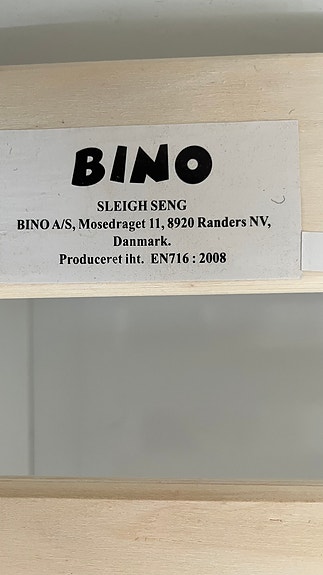 BINO
SLEIGH SENG
BINO A/S, Mosedraget 11, 8920 Randers NV,
Danmark.
Produceret iht. EN716 : 2008